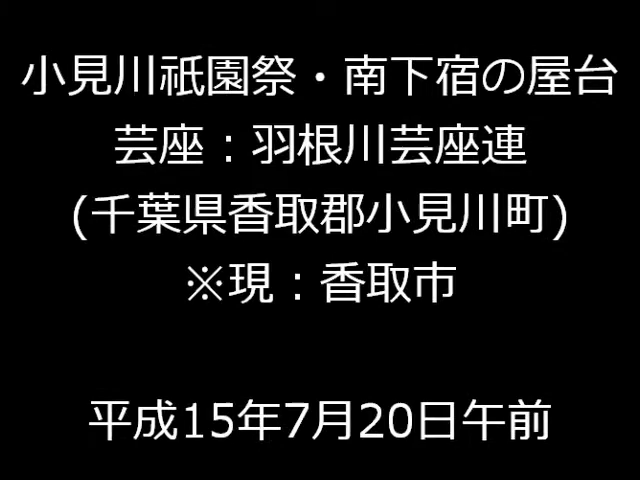 小見川祇園祭・南下宿の屋台
芸座：羽根川芸座連
(千葉県香取郡小見川町)
※現：香取市
平成15年7月20日午前